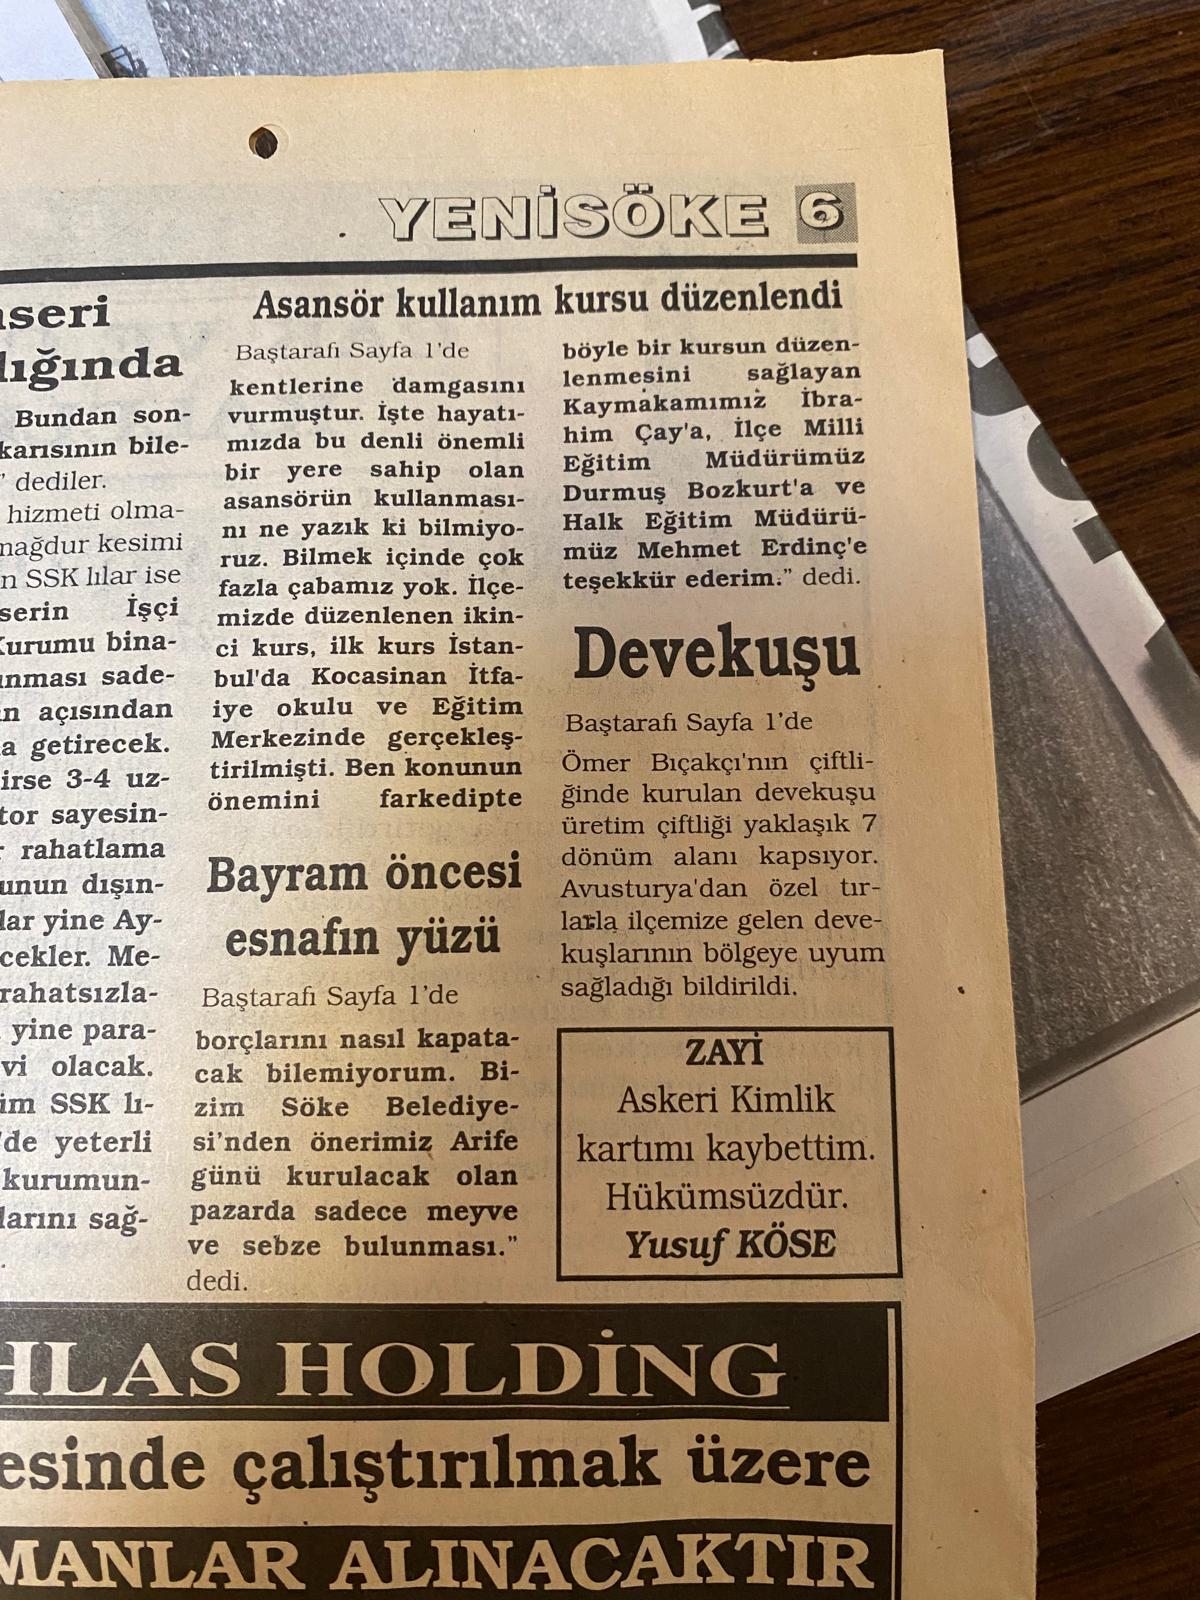 YENİSÖKE 6
lığında
Bundan son-
karısının bile-
" dediler.
hizmeti olma-
mağdur kesimi
n SSK lılar ise
serin İşçi
Kurumu bina-
sade-
n açısından
a getirecek.
irse 3-4 uz-
tor sayesin-
rahatlama
unun dışın-
lar yine Ay-
cekler. Me-
rahatsızla-
yine para-
vi olacak.
im SSK lı-
'de yeterli
kurumun-
larını sağ-
Asansör kullanım kursu düzenlendi
Baştarafı Sayfa 1'de
kentlerine damgasını
vurmuştur. İşte hayatı-
mızda bu denli önemli
bir yere sahip olan
asansörün kullanması-
nı ne yazık ki bilmiyo-
ruz. Bilmek içinde çok
fazla çabamız yok. İlçe-
mizde düzenlenen ikin-
ci kurs, ilk kurs İstan-
bul'da Kocasinan İtfa-
iye okulu ve Eğitim
Merkezinde gerçekleş-
tirilmişti. Ben konunun
önemini farkedipte
böyle bir kursun düzen-
lenmesini sağlayan
Kaymakamımız İbra-
him Çay'a, İlçe Milli
Eğitim Müdürümüz
Durmuş Bozkurt'a ve
Halk Eğitim Müdürü-
müz Mehmet Erdinç'e
teşekkür ederim." dedi.
Bayram öncesi
esnafın yüzü
Baştarafı Sayfa 1'de
borçlarını nasıl kapata-
cak bilemiyorum. Bi-
zim Söke Belediye-
si'nden önerimiz Arife
günü kurulacak olan
pazarda sadece meyve
ve sebze bulunması."
dedi.
Devekuşu
Baştarafı Sayfa 1'de
Ömer Bıçakçı'nın çiftli-
ğinde kurulan devekuşu
üretim çiftliği yaklaşık 7
dönüm alanı kapsıyor.
Avusturya'dan özel tır-
larla ilçemize gelen deve-
kuşlarının bölgeye uyum
sağladığı bildirildi.
ZAYİ
Askeri Kimlik
kartımı kaybettim.
Hükümsüzdür.
Yusuf KÖSE
HLAS HOLDİNG
esinde çalıştırılmak üzere
MANLAR ALINACAKTIR